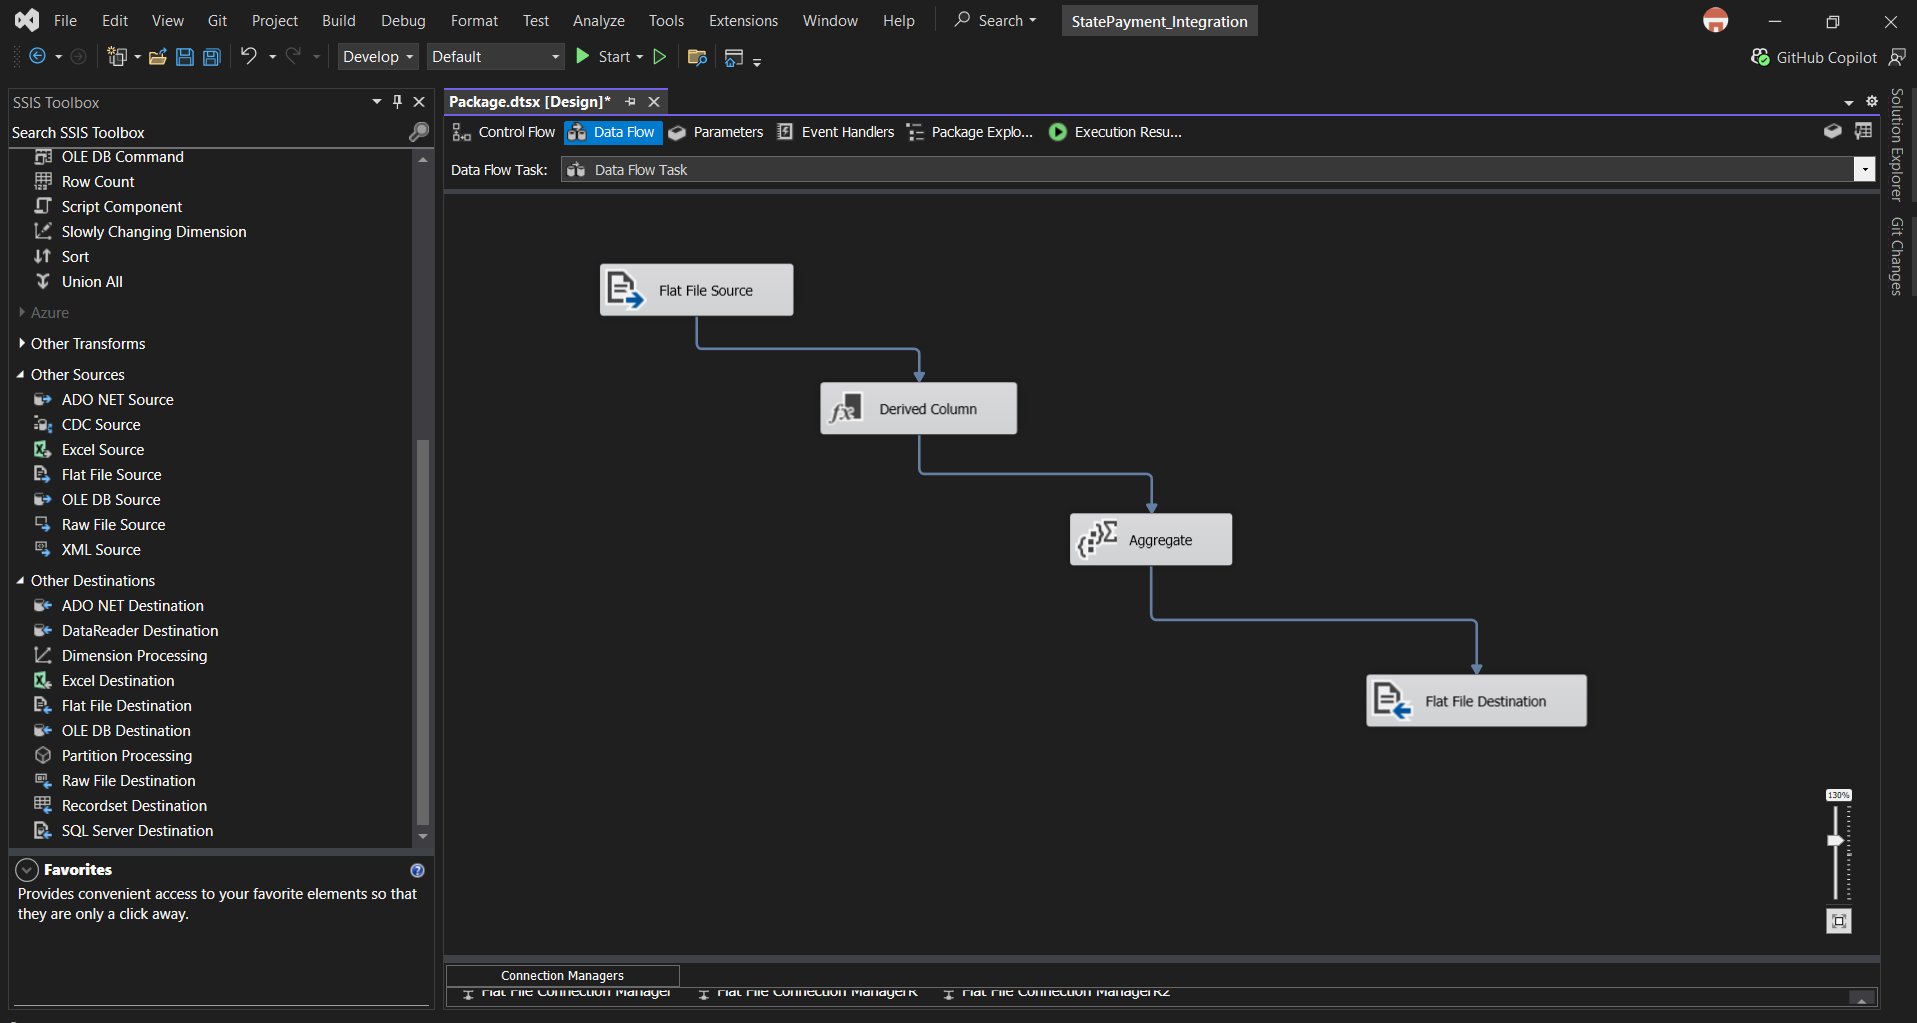 File Edit View Git Project Build Debug Format Test Analyze Tools Extensions Window Help Search StatePayment_Integration
Develop Default Start GitHub Copilot
SSIS Toolbox
Search SSIS Toolbox
OLE DB Command
Row Count
Script Component
Slowly Changing Dimension
Sort
Union All
Azure
Other Transforms
Other Sources
ADO NET Source
CDC Source
Excel Source
Flat File Source
OLE DB Source
Raw File Source
XML Source
Other Destinations
ADO NET Destination
DataReader Destination
Dimension Processing
Excel Destination
Flat File Destination
OLE DB Destination
Partition Processing
Raw File Destination
Recordset Destination
SQL Server Destination
Favorites
Provides convenient access to your favorite elements so that
they are only a click away.
Package.dtsx [Design]*
Control Flow Data Flow Parameters Event Handlers Package Explo... Execution Resu...
Data Flow Task: Data Flow Task
Flat File Source
fx Derived Column
Aggregate
Flat File Destination
130%
Connection Managers
Flat File Connection Manager Flat File Connection ManagerR Flat File Connection ManagerR2
Solution Explorer
Git Changes